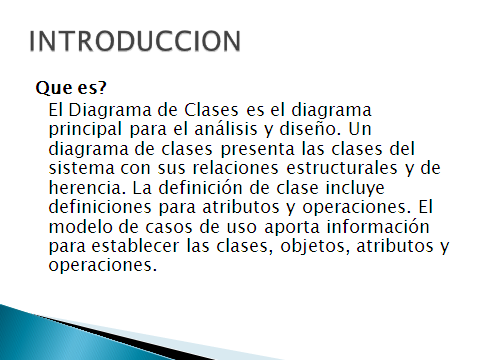 INTRODUCCION
Que es?
El Diagrama de Clases es el diagrama
principal para el análisis y diseño. Un
diagrama de clases presenta las clases del
sistema con sus relaciones estructurales y de
herencia. La definición de clase incluye
definiciones para atributos y operaciones. El
modelo de casos de uso aporta información
para establecer las clases, objetos, atributos y
operaciones.